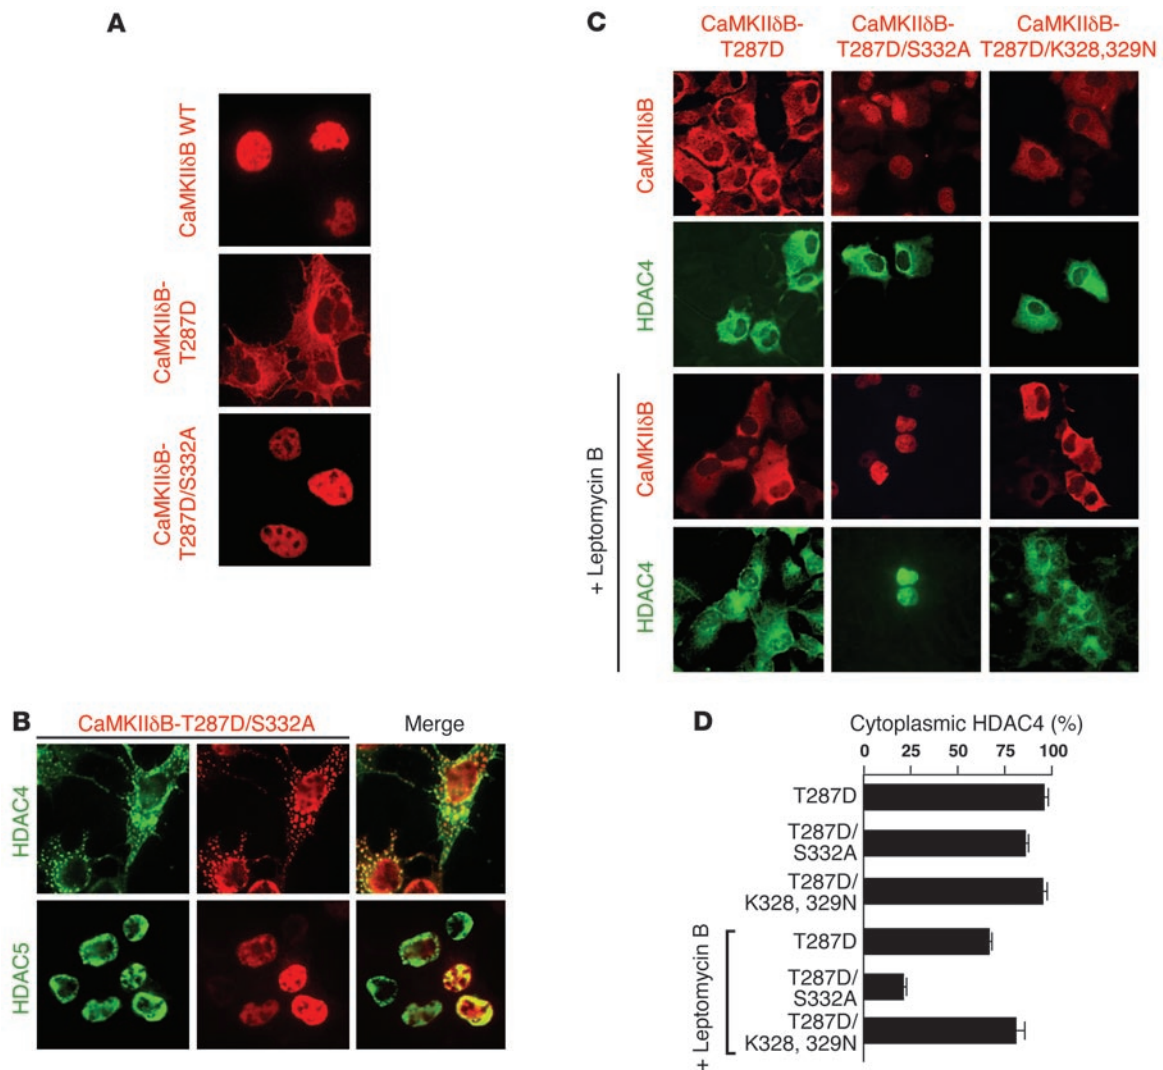 A
CaMKIIδB WT
CaMKIIδB-
T287D
CaMKIIδB-
T287D/S332A
B
CaMKIIδB-T287D/S332A
Merge
HDAC4
HDAC5
C
CaMKIIδB-
T287D
CaMKIIδB-
T287D/S332A
CaMKIIδB-
T287D/K328,329N
CaMKIIδB
HDAC4
+ Leptomycin B
CaMKIIδB
HDAC4
D
Cytoplasmic HDAC4 (%)
0 25 50 75 100
T287D
T287D/
S332A
T287D/
K328, 329N
+ Leptomycin B
T287D
T287D/
S332A
T287D/
K328, 329N